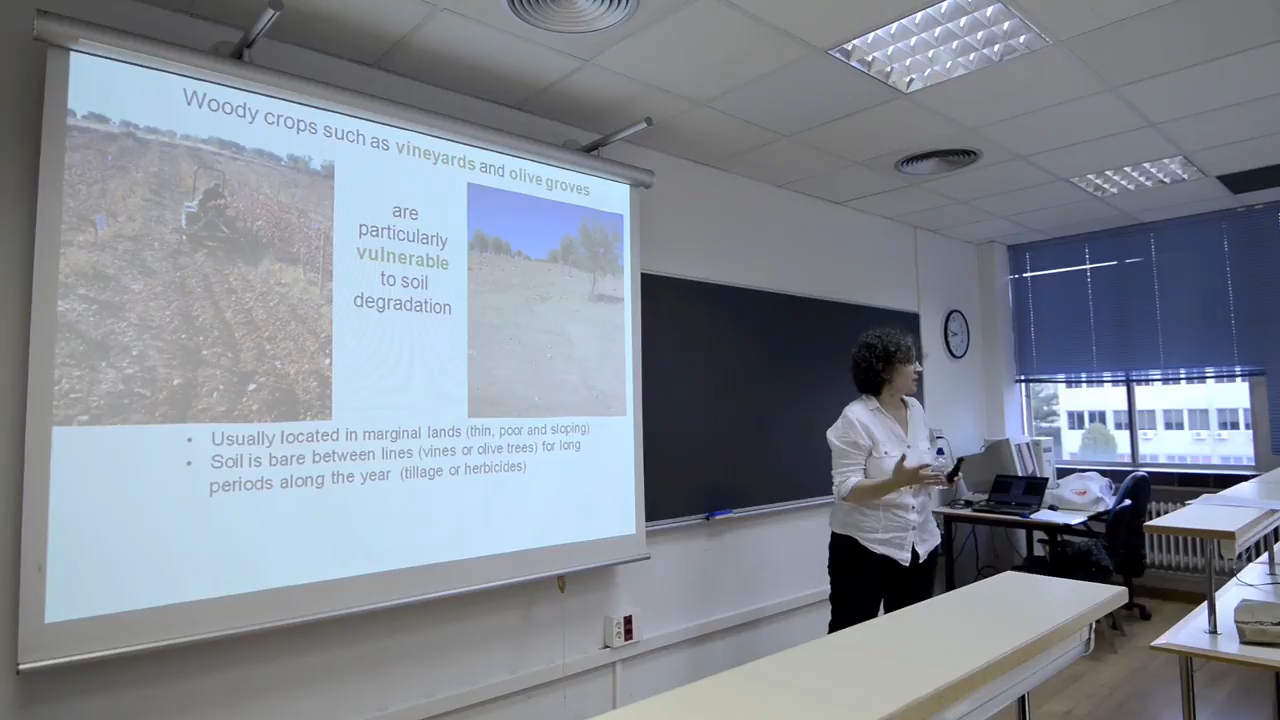 Woody crops such as vineyards and olive groves
are
particularly
vulnerable
to soil
degradation
• Usually located in marginal lands (thin, poor and sloping)
• Soil is bare between lines (vines or olive trees) for long
periods along the year (tillage or herbicides)